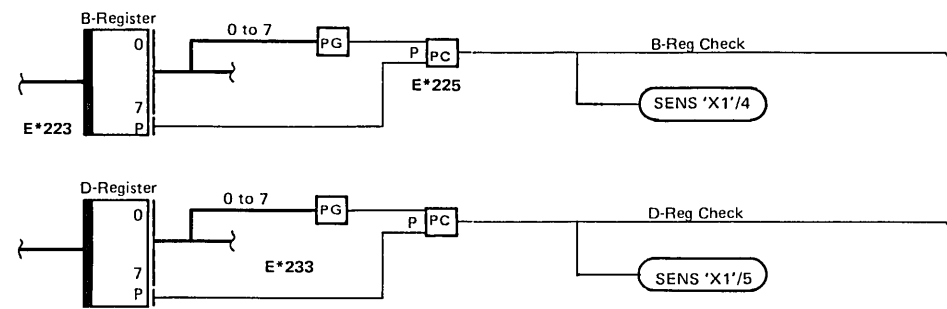 B-Register
0
0 to 7
PG
P
PC
B-Reg Check
E*225
SENS 'X1'/4
7
E*223
P
D-Register
0
0 to 7
PG
P
PC
D-Reg Check
E*233
7
SENS 'X1'/5
P